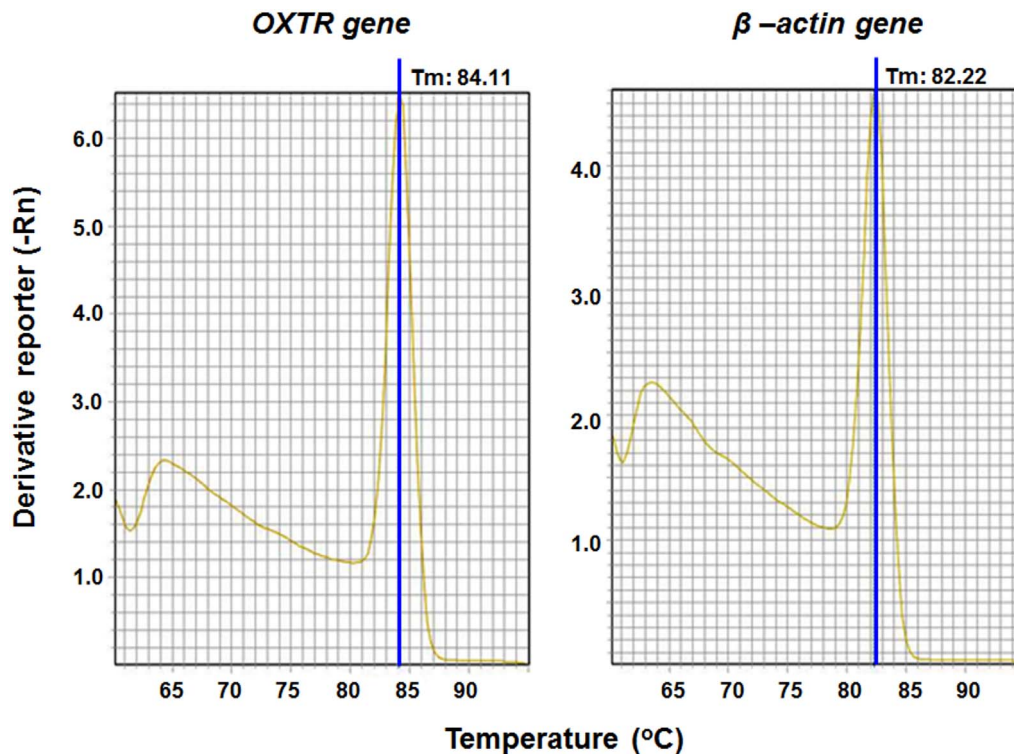 OXTR gene
β –actin gene
Tm: 84.11
Tm: 82.22
Derivative reporter (-Rn)
6.0
5.0
4.0
3.0
2.0
1.0
4.0
3.0
2.0
1.0
65 70 75 80 85 90
65 70 75 80 85 90
Temperature (ºC)